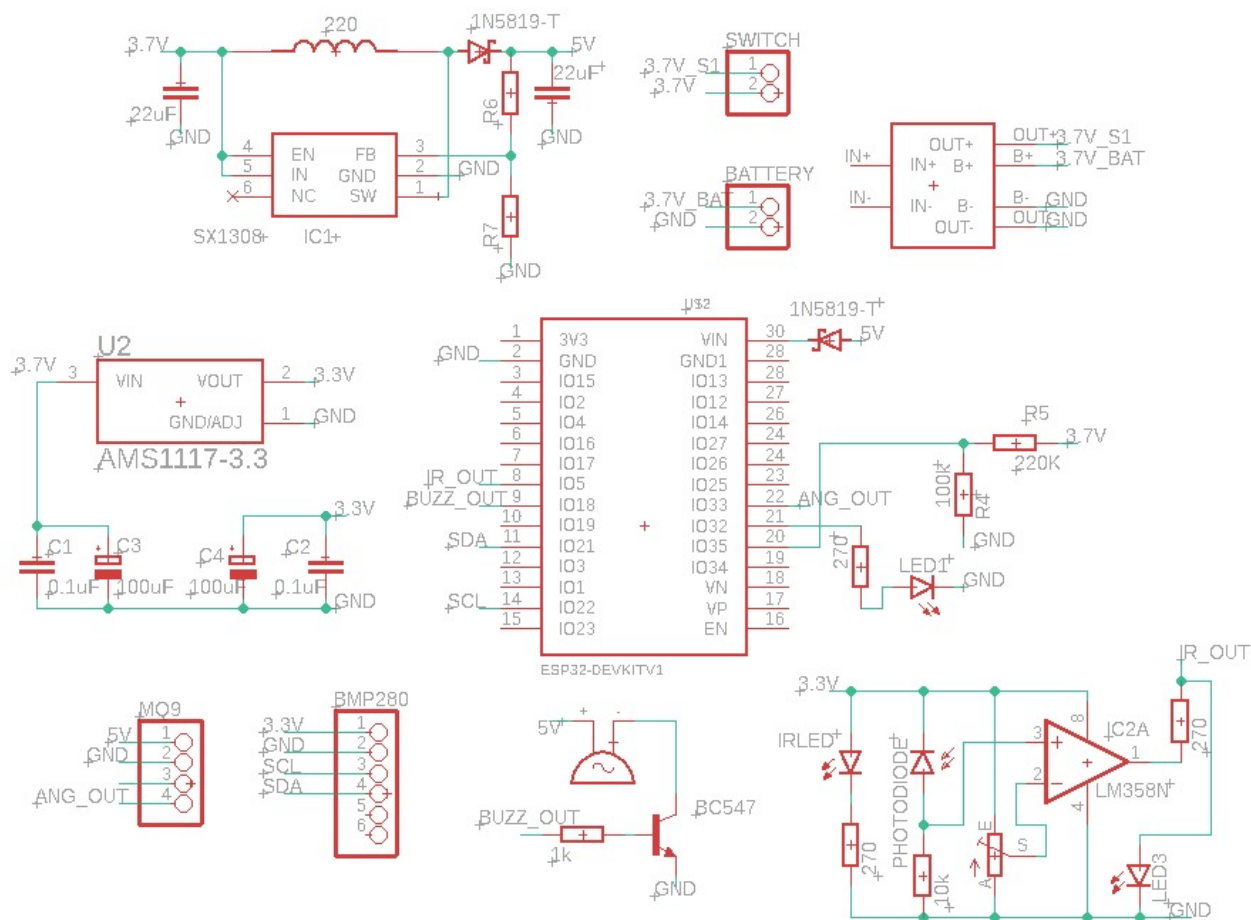 3.7V
220
1N5819-T
5V
22uF
R6
22uF
GND
GND
4 EN FB 3
5 IN GND 2 GND
6 NC SW 1
R7
SX1308 IC1
GND
SWITCH
3.7V_S1 1
3.7V 2
BATTERY
3.7V_BAT 1
GND 2
OUT+ OUT+ 3.7V_S1
IN+ IN+ B+ B+ 3.7V_BAT
IN- IN- B- B- GND
OUT- OUT GND
U2
3.7V 3 VIN VOUT 2 3.3V
GND/ADJ 1 GND
AMS1117-3.3
3.3V
C1 C3 C4 C2
0.1uF 100uF 100uF 0.1uF
GND
U$2
1N5819-T
1 3V3 VIN 30 5V
GND 2 GND GND1 28
3 IO15 IO13 28
4 IO2 IO12 27
5 IO4 IO14 26
6 IO16 IO27 24
7 IO17 IO26 24
IR_OUT 8 IO5 IO25 23
BUZZ_OUT 9 IO18 IO33 22 ANG_OUT
10 IO19 IO32 21
SDA 11 IO21 IO35 20
12 IO3 IO34 19
13 IO1 VN 18
SCL 14 IO22 VP 17
15 IO23 EN 16
ESP32-DEVKITV1
R5
3.7V
220K
100k
R4
GND
270
LED1
GND
MQ9
5V 1
GND 2
3
ANG_OUT 4
BMP280
3.3V 1
GND 2
SCL 3
SDA 4
5
6
5V + -
BUZZ_OUT
1k
BC547
GND
3.3V
IR_OUT
IRLED
PHOTODIODE
270
10k
E
S
A
3
2
8
1
4
IC2A
LM358N
270
LED3
GND